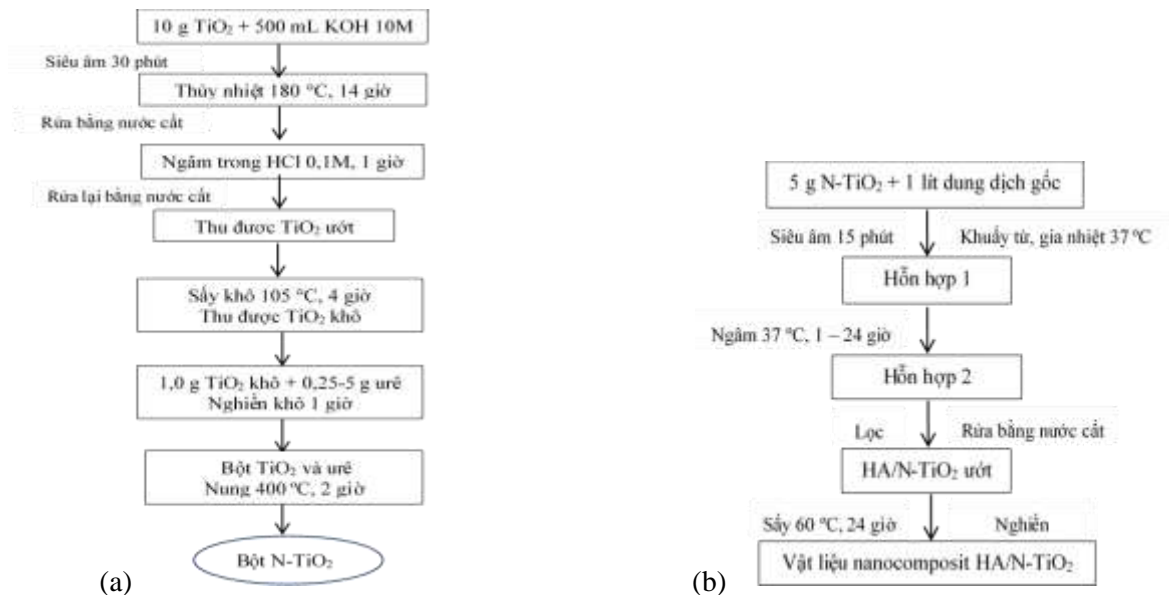 10 g TiO₂ + 500 mL KOH 10M
Siêu âm 30 phút
Thủy nhiệt 180 °C, 14 giờ
Rửa bằng nước cất
Ngâm trong HCl 0,1M, 1 giờ
Rửa lại bằng nước cất
Thu được TiO₂ ướt
Sấy khô 105 °C, 4 giờ
Thu được TiO₂ khô
1,0 g TiO₂ khô + 0,25-5 g urê
Nghiền khô 1 giờ
Bột TiO₂ và urê
Nung 400 ºC, 2 giờ
Bột N-TiO₂
(a)
5 g N-TiO₂ + 1 lít dung dịch gốc
Siêu âm 15 phút Khuấy từ, gia nhiệt 37 ºC
Hỗn hợp 1
Ngâm 37 ºC, 1 – 24 giờ
Hỗn hợp 2
Lọc Rửa bằng nước cất
HA/N-TiO₂ ướt
Sấy 60 ºC, 24 giờ Nghiền
Vật liệu nanocomposit HA/N-TiO₂
(b)